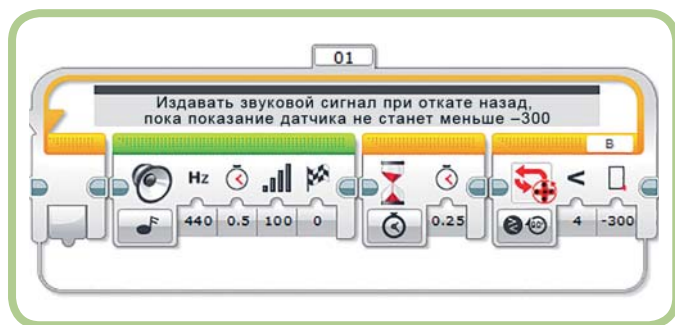 01
Издавать звуковой сигнал при откате назад,
пока показание датчика не станет меньше –300
B
Hz <
440 0.5 100 0 0.25 4 -300